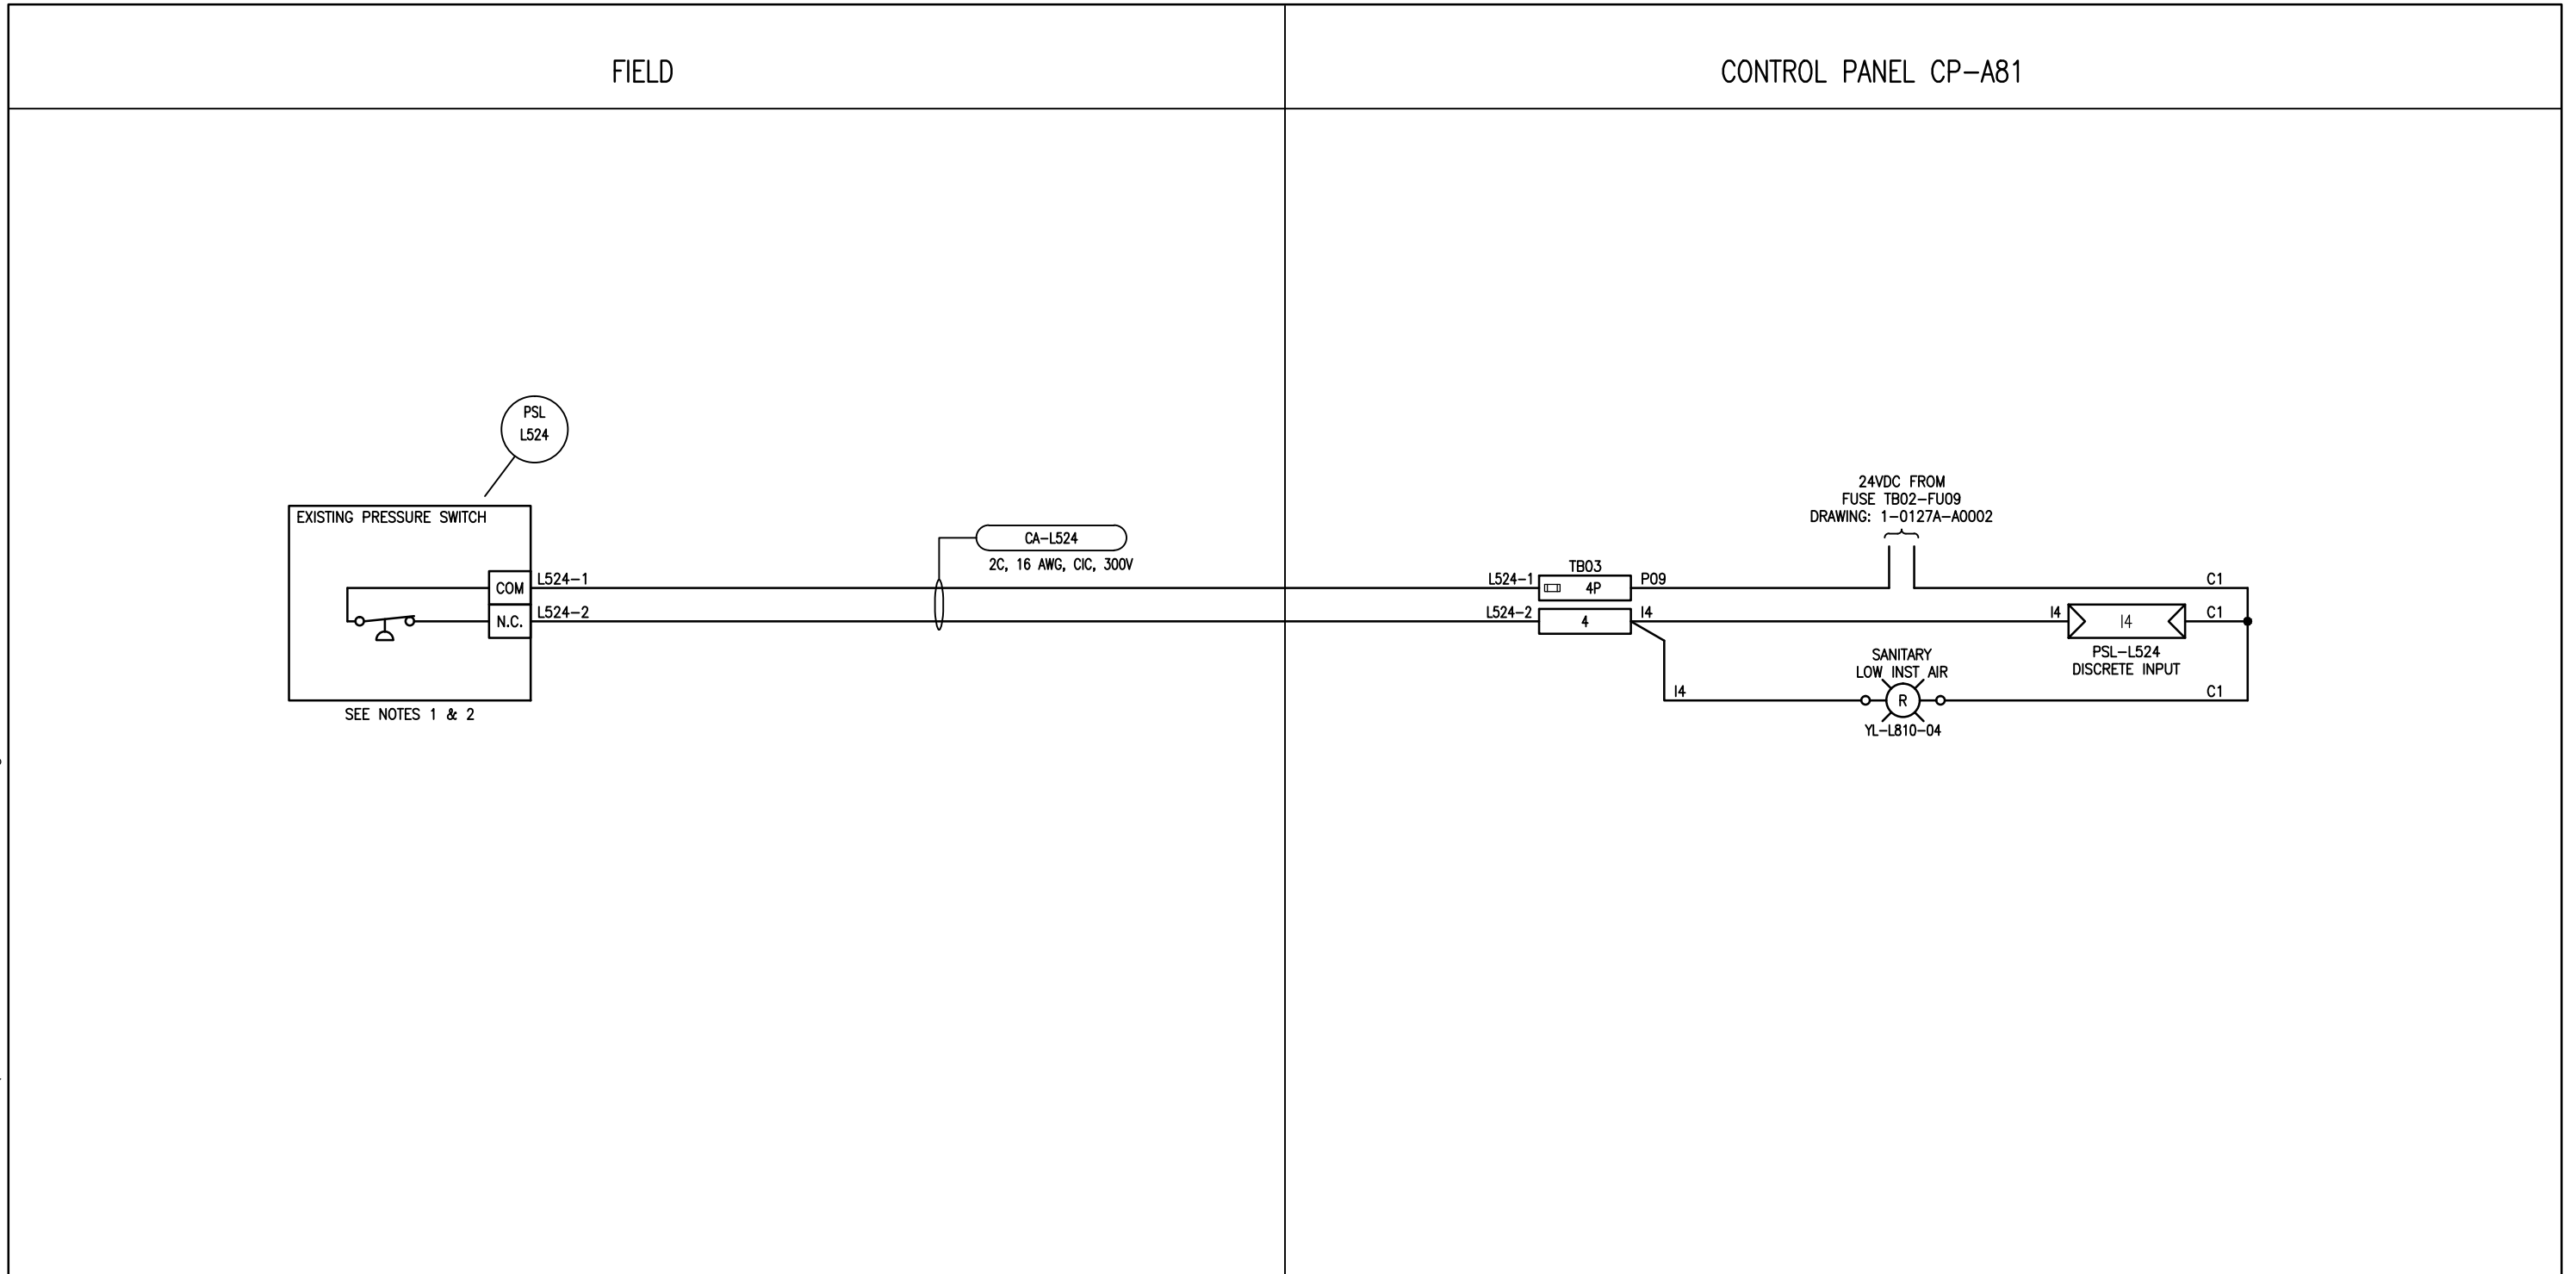 FIELD
CONTROL PANEL CP-A81
PSL
L524
EXISTING PRESSURE SWITCH
COM
N.C.
L524-1
L524-2
SEE NOTES 1 & 2
CA-L524
2C, 16 AWG, CIC, 300V
24VDC FROM
FUSE TB02-FU09
DRAWING: 1-0127A-A0002
TB03
L524-1
4P
P09
C1
L524-2
4
I4
I4
I4
C1
PSL-L524
DISCRETE INPUT
SANITARY
LOW INST AIR
I4
R
C1
YL-L810-04